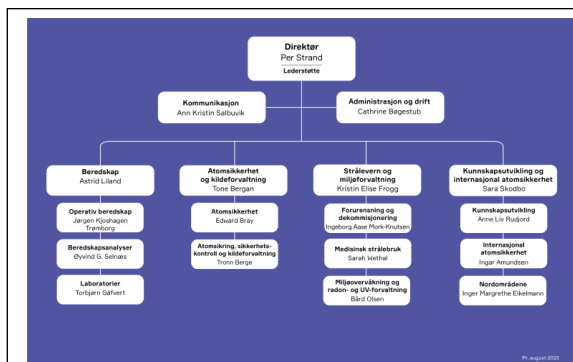 Direktør
Per Strand
Lederstøtte
Kommunikasjon
Ann Kristin Salbuvik
Administrasjon og drift
Cathrine Bøgestub
Beredskap
Astrid Liland
Atomsikkerhet
og kildeforvaltning
Tone Bergan
Strålevern og
miljøforvaltning
Kristin Elise Frogg
Kunnskapsutvikling og
internasjonal atomsikkerhet
Sara Skodbo
Operativ beredskap
Jørgen Kjoshagen
Trømborg
Beredskapsanalyser
Øyvind G. Selnæs
Laboratorier
Torbjørn Gäfvert
Atomsikkerhet
Edward Bray
Atomsikring, sikkerhets-
kontroll og kildeforvaltning
Tronn Berge
Forurensning og
dekommisjonering
Ingeborg Aase Mork-Knutsen
Medisinsk strålebruk
Sarah Wethal
Miljøovervåkning og
radon- og UV-forvaltning
Bård Olsen
Kunnskapsutvikling
Anne Liv Rudjord
Internasjonal
atomsikkerhet
Ingar Amundsen
Nordområdene
Inger Margrethe Eikelmann
Pr. august 2023